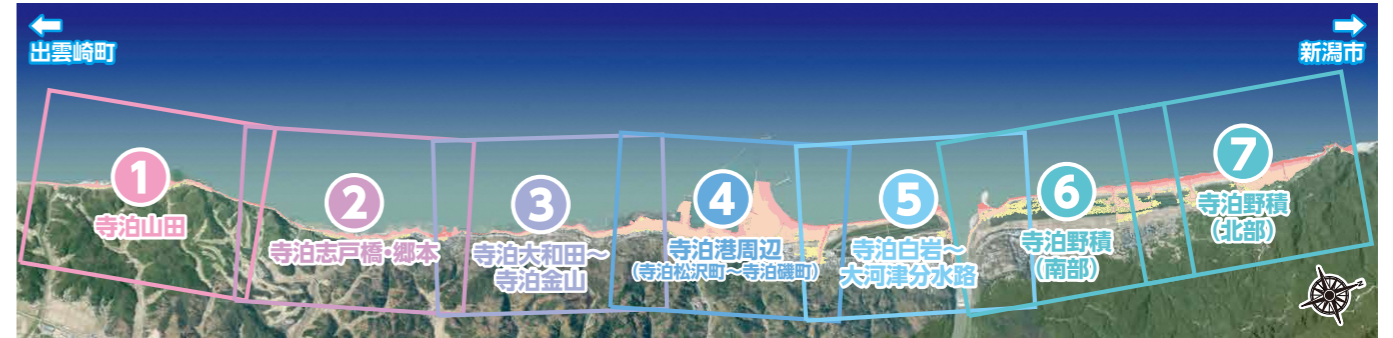 出雲崎町
新潟市
1
寺泊山田
2
寺泊志戸橋・郷本
3
寺泊大和田～
寺泊金山
4
寺泊港周辺
(寺泊松沢町～寺泊磯町)
5
寺泊白岩～
大河津分水路
6
寺泊野積
(南部)
7
寺泊野積
(北部)